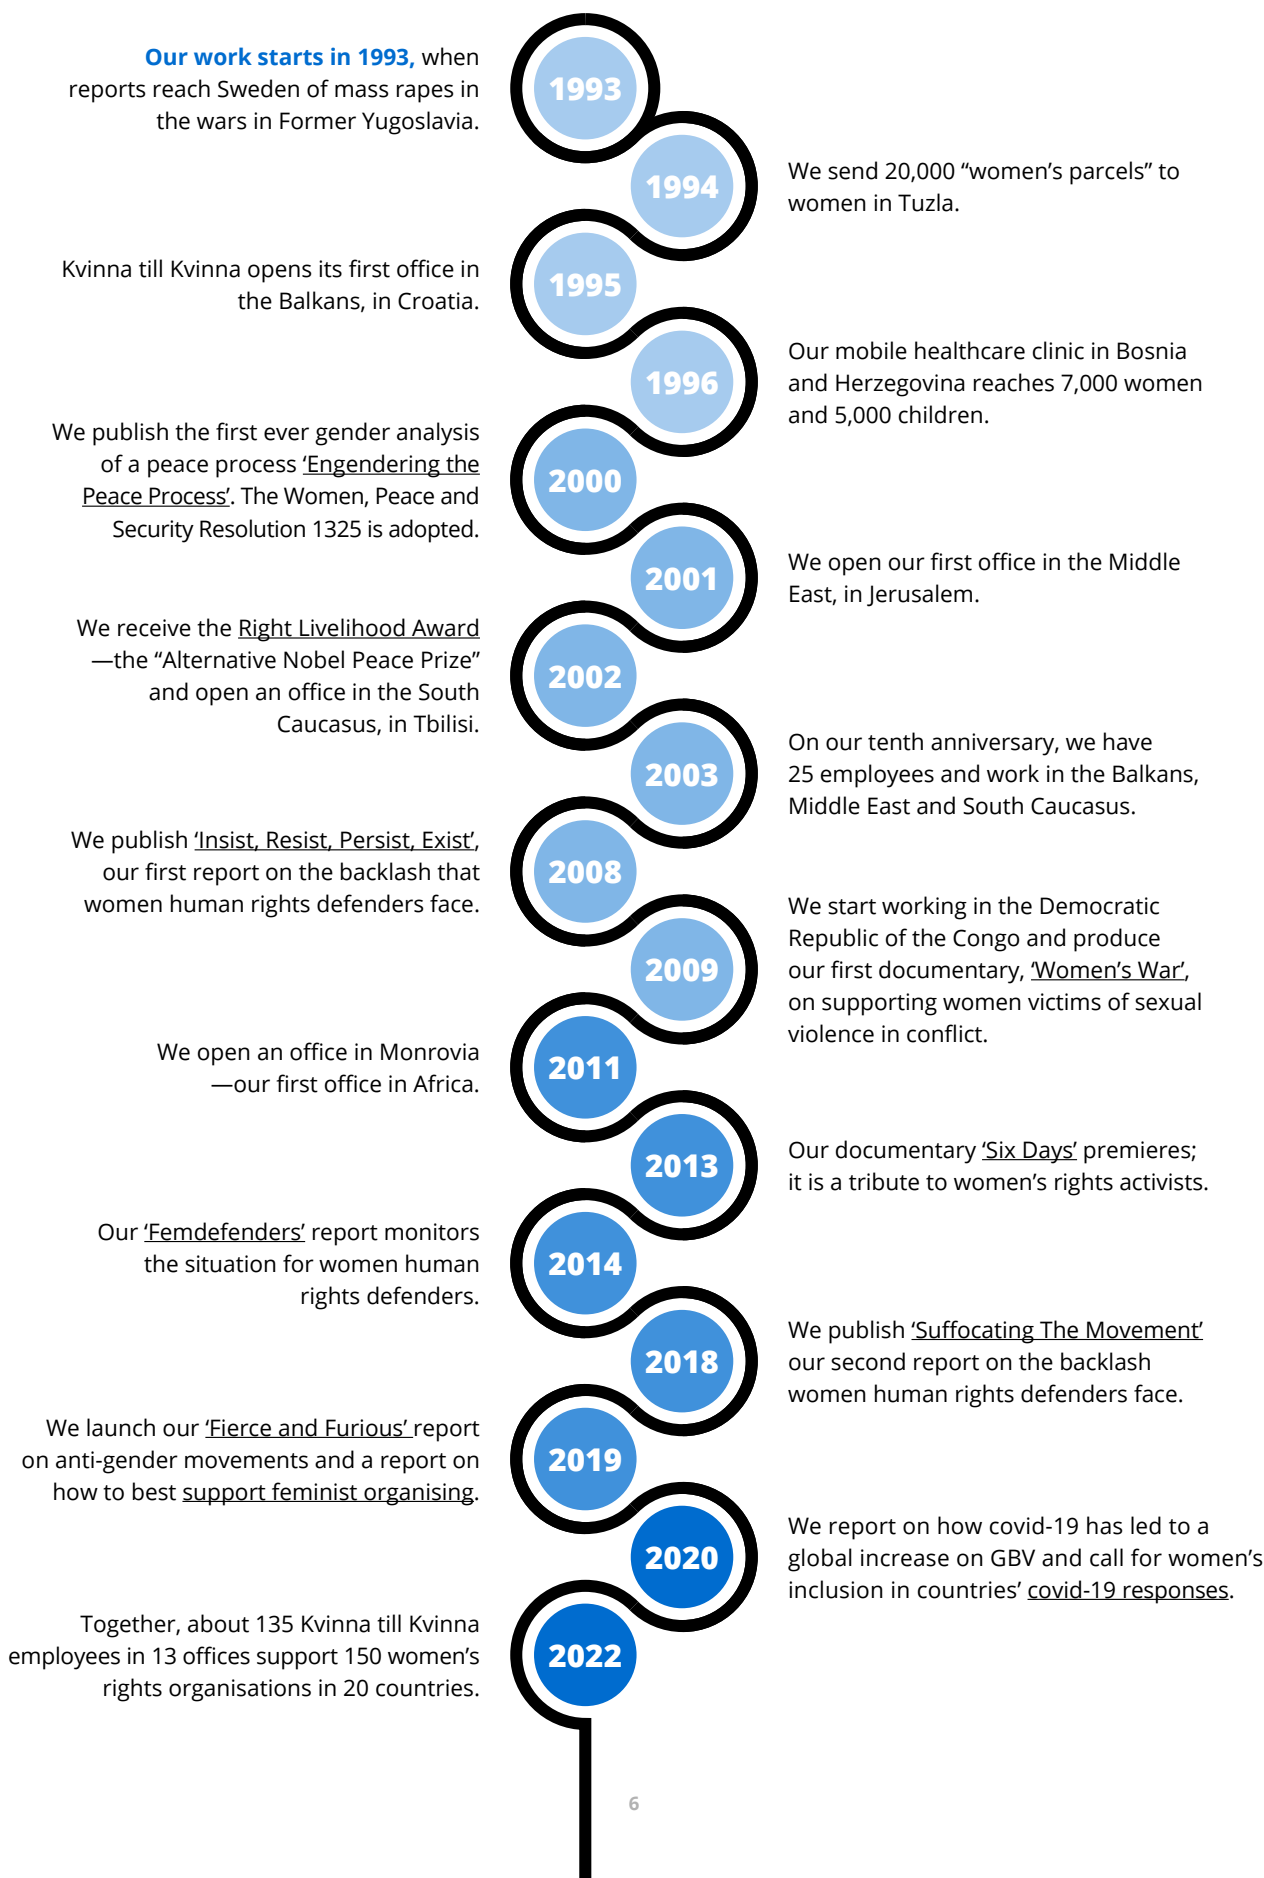 Our work starts in 1993, when
reports reach Sweden of mass rapes in
the wars in Former Yugoslavia.
1993
1994
We send 20,000 “women’s parcels” to
women in Tuzla.
Kvinna till Kvinna opens its first office in
the Balkans, in Croatia.
1995
1996
Our mobile healthcare clinic in Bosnia
and Herzegovina reaches 7,000 women
and 5,000 children.
We publish the first ever gender analysis
of a peace process ‘Engendering the
Peace Process’. The Women, Peace and
Security Resolution 1325 is adopted.
2000
2001
We open our first office in the Middle
East, in Jerusalem.
We receive the Right Livelihood Award
—the “Alternative Nobel Peace Prize”
and open an office in the South
Caucasus, in Tbilisi.
2002
2003
On our tenth anniversary, we have
25 employees and work in the Balkans,
Middle East and South Caucasus.
We publish ‘Insist, Resist, Persist, Exist’,
our first report on the backlash that
women human rights defenders face.
2008
2009
We start working in the Democratic
Republic of the Congo and produce
our first documentary, ‘Women’s War’,
on supporting women victims of sexual
violence in conflict.
We open an office in Monrovia
—our first office in Africa.
2011
2013
Our documentary ‘Six Days’ premieres;
it is a tribute to women’s rights activists.
Our ‘Femdefenders’ report monitors
the situation for women human
rights defenders.
2014
2018
We publish ‘Suffocating The Movement’
our second report on the backlash
women human rights defenders face.
We launch our ‘Fierce and Furious’ report
on anti-gender movements and a report on
how to best support feminist organising.
2019
2020
We report on how covid-19 has led to a
global increase on GBV and call for women’s
inclusion in countries’ covid-19 responses.
Together, about 135 Kvinna till Kvinna
employees in 13 offices support 150 women’s
rights organisations in 20 countries.
2022
6